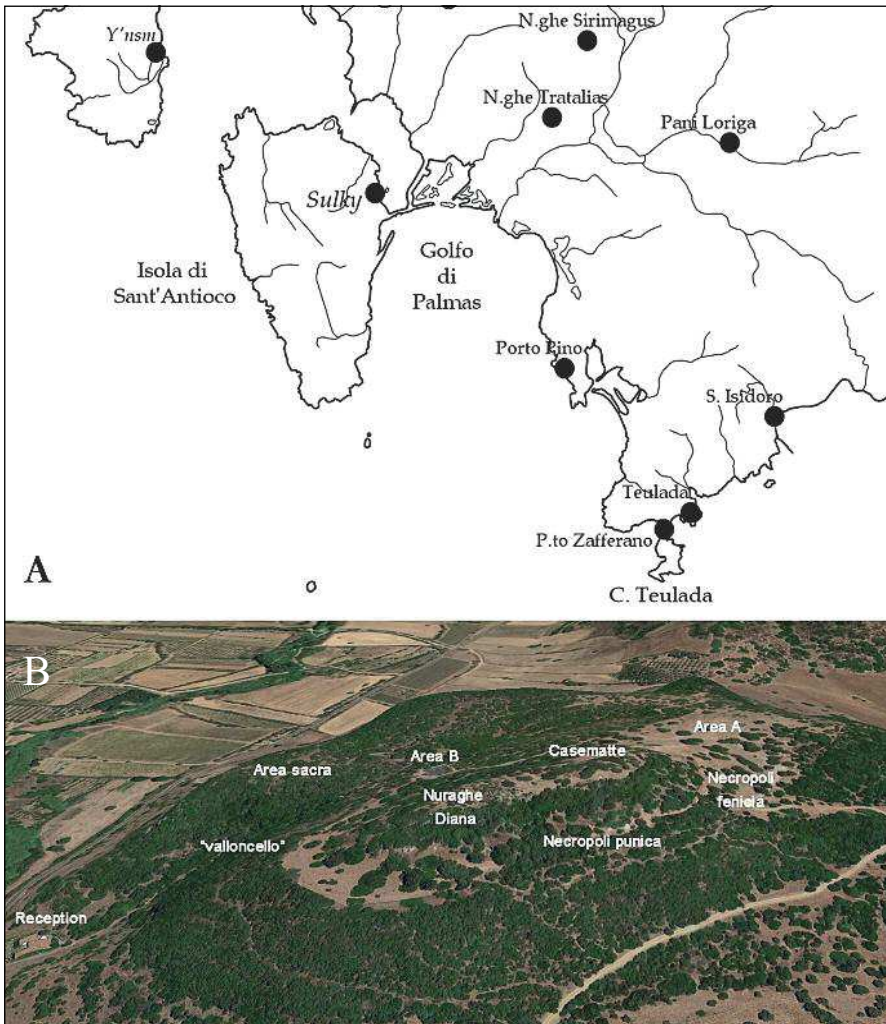 Y'nsm
N.ghe Sirimagus
N.ghe Tratalias
Pani Loriga
Sulky
Isola di
Sant'Antioco
Golfo
di
Palmas
Porto Pino
S. Isidoro
Teulada
P.to Zafferano
C. Teulada
A
B
Area A
Casematte
Area B
Area sacra
Necropoli
fenicia
Nuraghe
Diana
"valloncello"
Necropoli punica
Reception